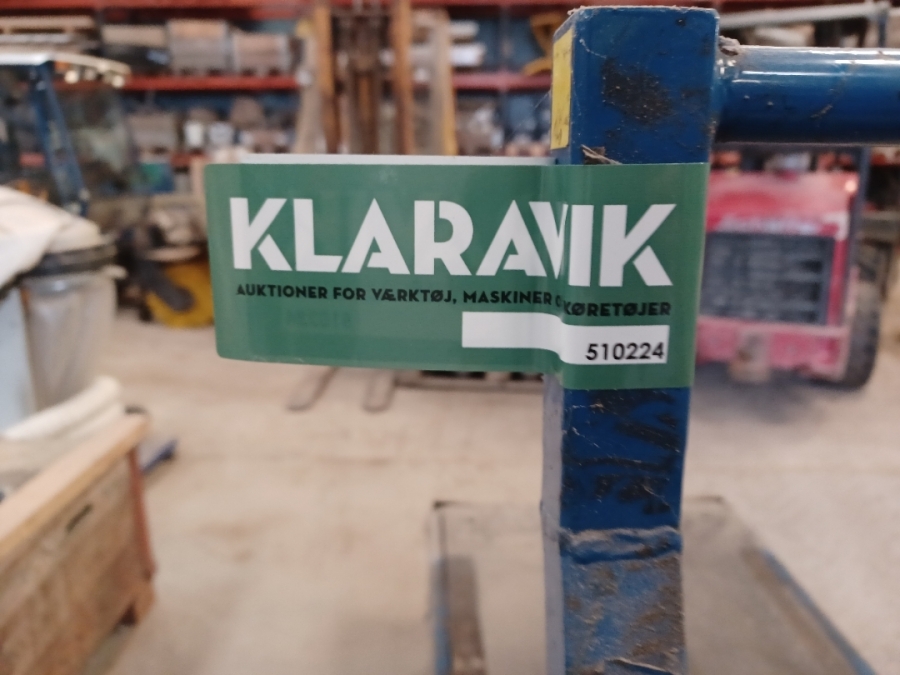 KLARAVIK
AUKTIONER FOR VÆRKTØJ, MASKINER KØRETØJER
510224